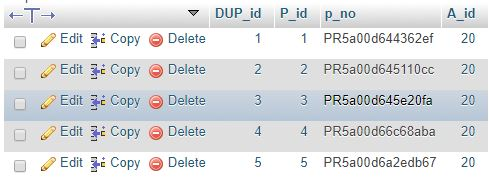 DUP_id P_id p_no A_id
Edit Copy Delete 1 1 PR5a00d644362ef 20
Edit Copy Delete 2 2 PR5a00d645110cc 20
Edit Copy Delete 3 3 PR5a00d645e20fa 20
Edit Copy Delete 4 4 PR5a00d66c68aba 20
Edit Copy Delete 5 5 PR5a00d6a2edb67 20